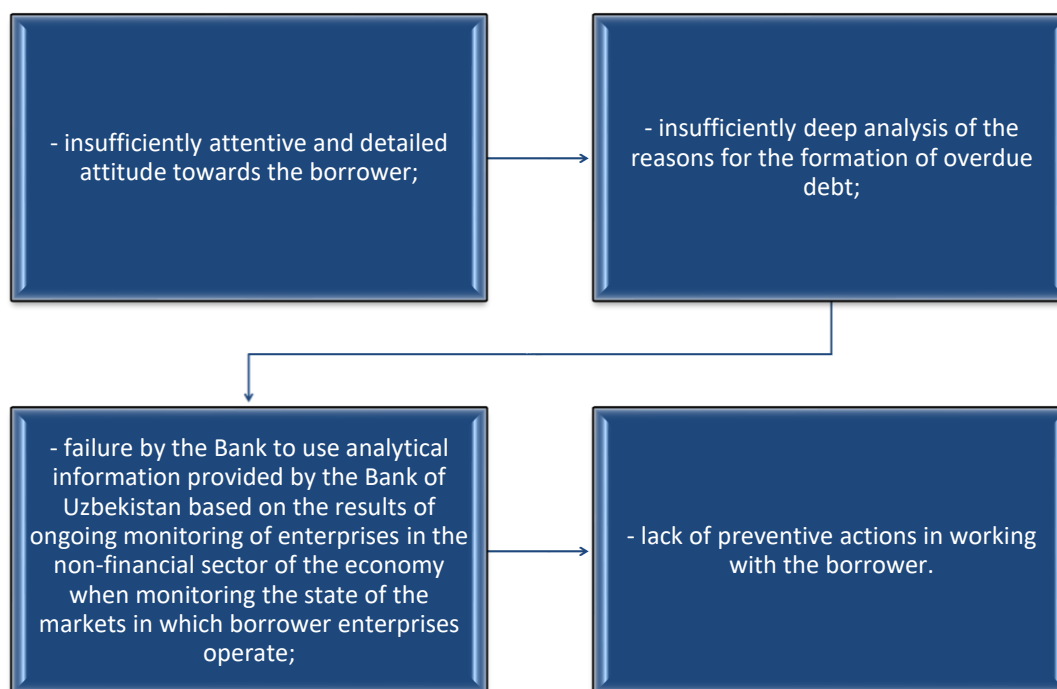 - insufficiently attentive and detailed
attitude towards the borrower;
- insufficiently deep analysis of the
reasons for the formation of overdue
debt;
- failure by the Bank to use analytical
information provided by the Bank of
Uzbekistan based on the results of
ongoing monitoring of enterprises in the
non-financial sector of the economy
when monitoring the state of the
markets in which borrower enterprises
operate;
- lack of preventive actions in working
with the borrower.